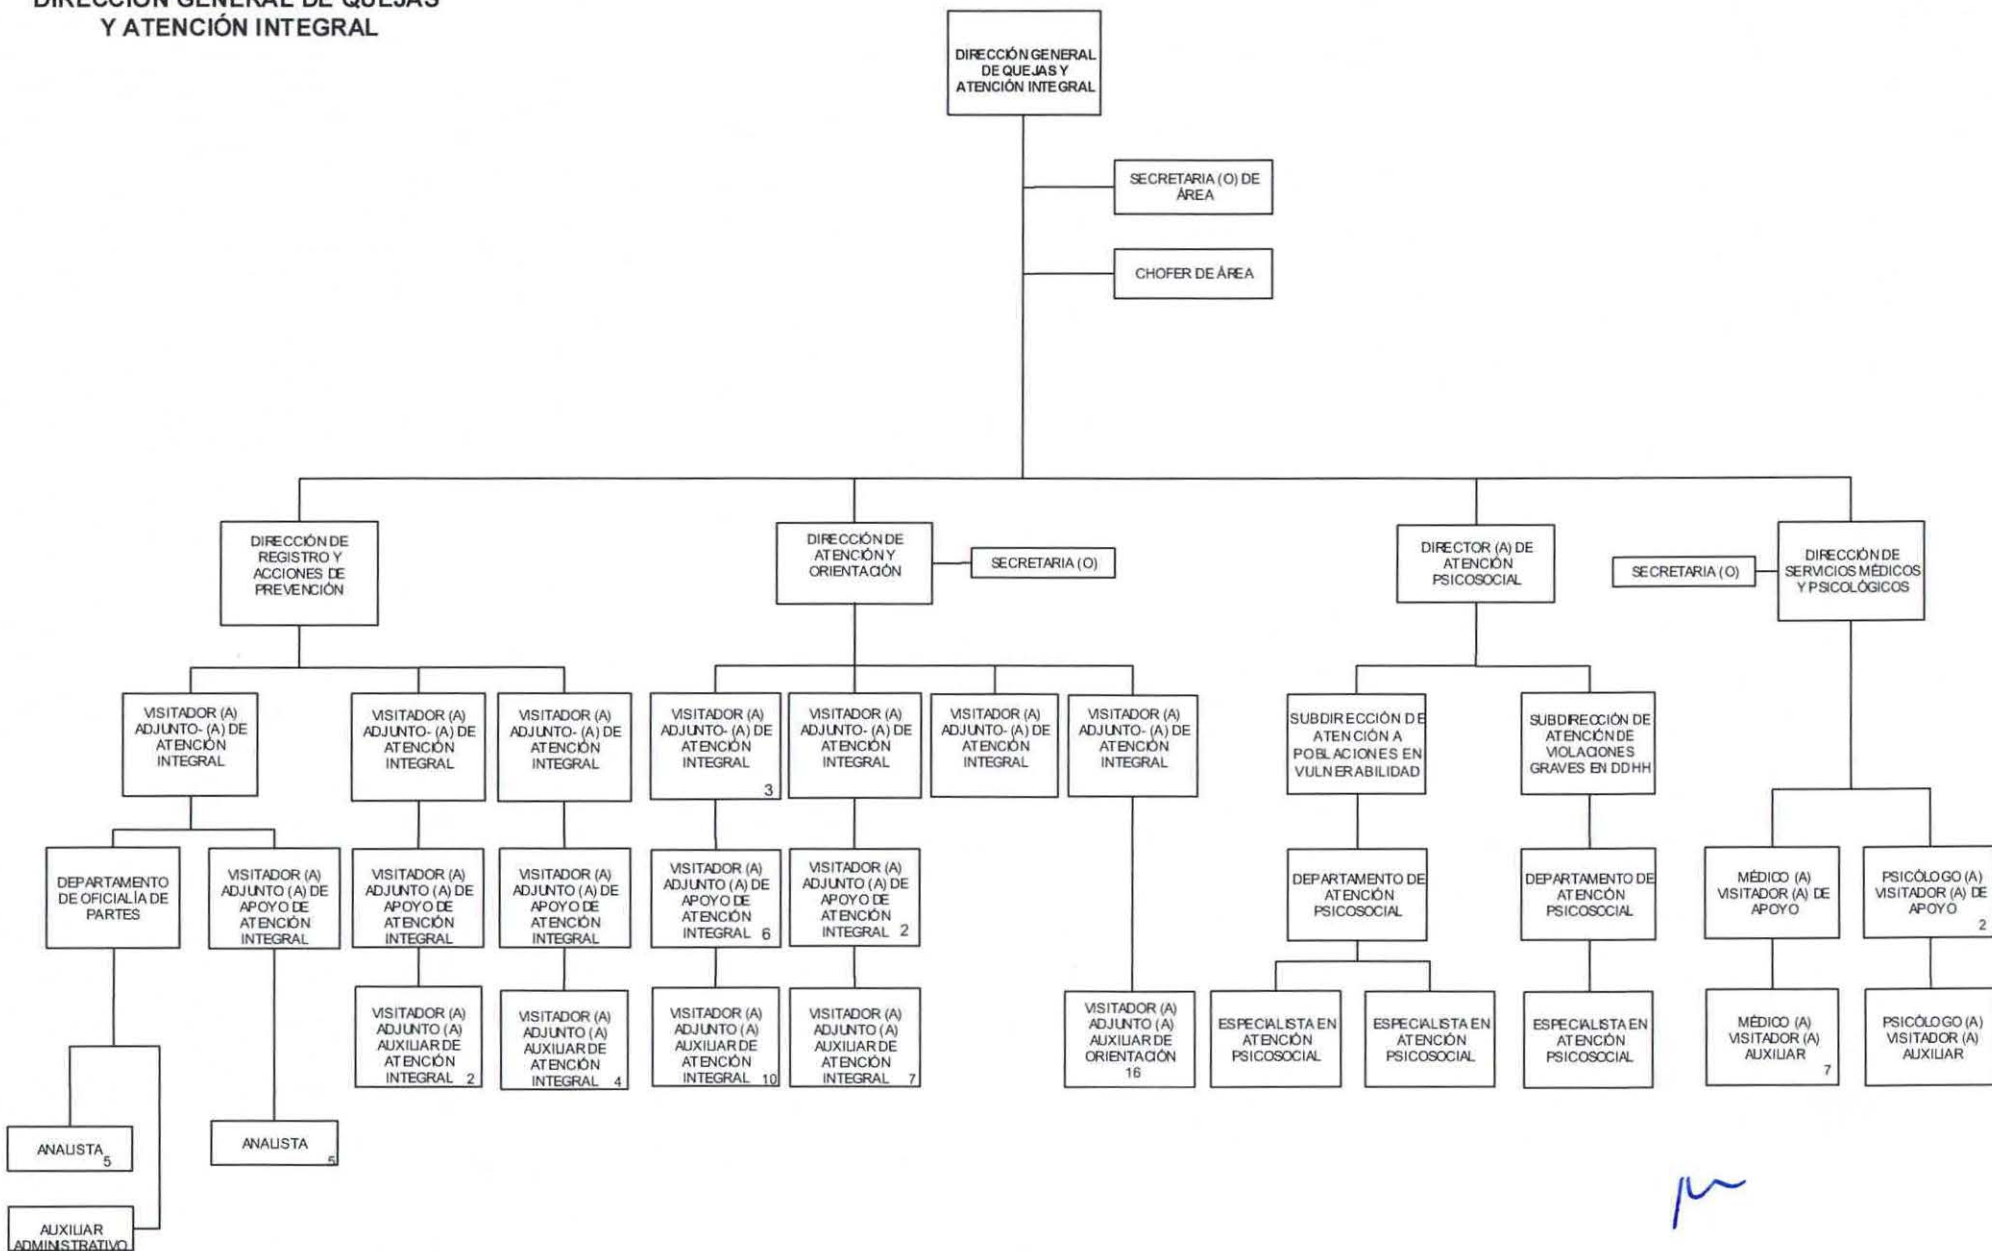 DIRECCIÓN GENERAL DE QUEJAS
Y ATENCIÓN INTEGRAL
DIRECCIÓN GENERAL
DE QUEJAS Y
ATENCIÓN INTEGRAL
SECRETARIA (O) DE
ÁREA
CHOFER DE ÁREA
DIRECCIÓN DE
REGISTRO Y
ACCIONES DE
PREVENCIÓN
DIRECCIÓN DE
ATENCIÓN Y
ORIENTACIÓN
SECRETARIA (O)
DIRECTOR (A) DE
ATENCIÓN
PSICOSOCIAL
SECRETARIA (O)
DIRECCIÓN DE
SERVICIOS MÉDICOS
Y PSICOLÓGICOS
VISITADOR (A)
ADJUNTO- (A) DE
ATENCIÓN
INTEGRAL
VISITADOR (A)
ADJUNTO- (A) DE
ATENCIÓN
INTEGRAL
VISITADOR (A)
ADJUNTO- (A) DE
ATENCIÓN
INTEGRAL
VISITADOR (A)
ADJUNTO- (A) DE
ATENCIÓN
INTEGRAL
3
VISITADOR (A)
ADJUNTO- (A) DE
ATENCIÓN
INTEGRAL
VISITADOR (A)
ADJUNTO- (A) DE
ATENCIÓN
INTEGRAL
VISITADOR (A)
ADJUNTO- (A) DE
ATENCIÓN
INTEGRAL
SUBDIRECCIÓN DE
ATENCIÓN A
POBLACIONES EN
VULNERABILIDAD
SUBDIRECCIÓN DE
ATENCIÓN DE
VIOLACIONES
GRAVES EN DDHH
DEPARTAMENTO
DE OFICIALÍA DE
PARTES
VISITADOR (A)
ADJUNTO (A) DE
APOYO DE
ATENCIÓN
INTEGRAL
VISITADOR (A)
ADJUNTO (A) DE
APOYO DE
ATENCIÓN
INTEGRAL
VISITADOR (A)
ADJUNTO (A) DE
APOYO DE
ATENCIÓN
INTEGRAL
VISITADOR (A)
ADJUNTO (A) DE
APOYO DE
ATENCIÓN
INTEGRAL 6
VISITADOR (A)
ADJUNTO (A) DE
APOYO DE
ATENCIÓN
INTEGRAL 2
DEPARTAMENTO DE
ATENCIÓN
PSICOSOCIAL
DEPARTAMENTO DE
ATENCIÓN
PSICOSOCIAL
MÉDICO (A)
VISITADOR (A) DE
APOYO
PSICÓLOGO (A)
VISITADOR (A) DE
APOYO
2
VISITADOR (A)
ADJUNTO (A)
AUXILIAR DE
ATENCIÓN
INTEGRAL 2
VISITADOR (A)
ADJUNTO (A)
AUXILIAR DE
ATENCIÓN
INTEGRAL 4
VISITADOR (A)
ADJUNTO (A)
AUXILIAR DE
ATENCIÓN
INTEGRAL 10
VISITADOR (A)
ADJUNTO (A)
AUXILIAR DE
ATENCIÓN
INTEGRAL 7
VISITADOR (A)
ADJUNTO (A)
AUXILIAR DE
ORIENTACIÓN
16
ESPECIALISTA EN
ATENCIÓN
PSICOSOCIAL
ESPECIALISTA EN
ATENCIÓN
PSICOSOCIAL
ESPECIALISTA EN
ATENCIÓN
PSICOSOCIAL
MÉDICO (A)
VISITADOR (A)
AUXILIAR
7
PSICÓLOGO (A)
VISITADOR (A)
AUXILIAR
ANALISTA 5
ANALISTA
5
AUXILIAR
ADMINISTRATIVO